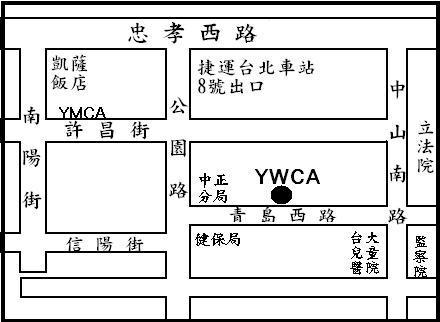 忠孝西路
凱薩
飯店
YMCA
捷運台北車站
8號出口
中山南路
立法院
南陽街
許昌街
公園路
中正
分局
YWCA
青島西路
信陽街
健保局
台大
兒童
醫院
監察院